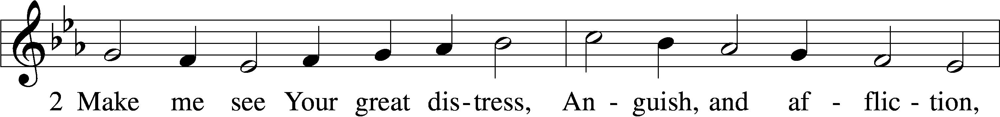 2 Make me see Your great dis-tress, An - guish, and af - flic - tion,